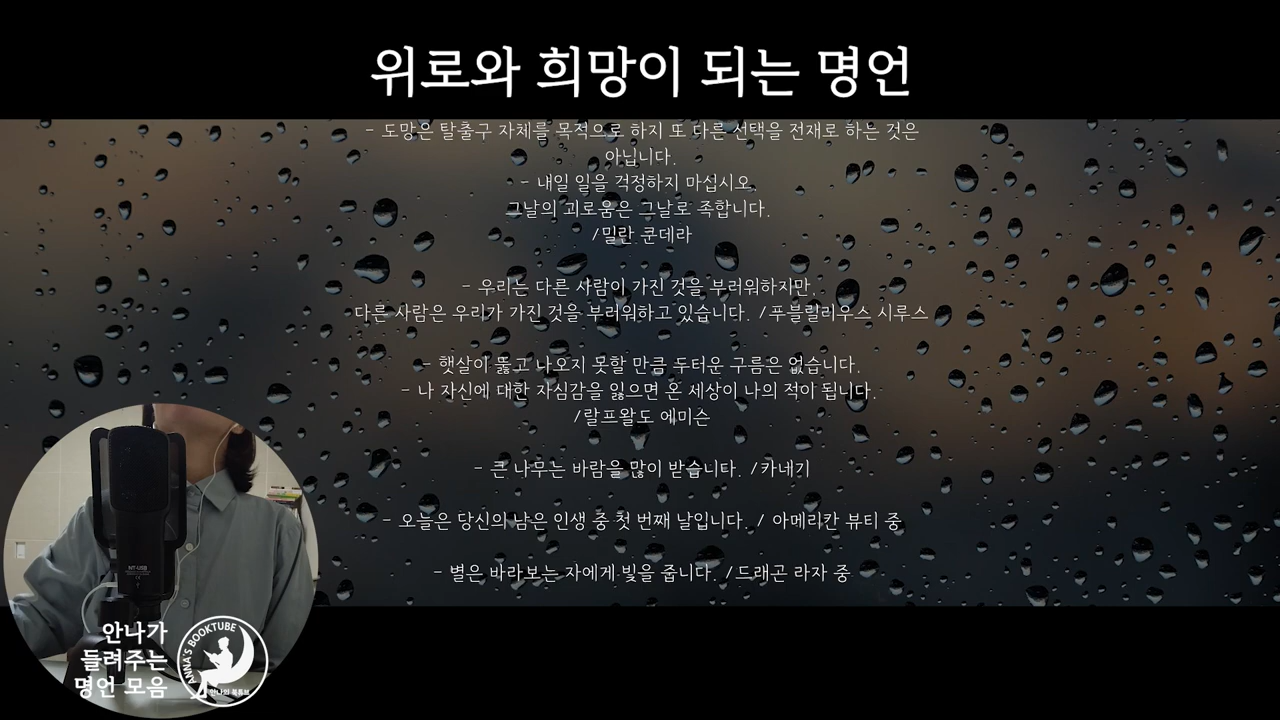 위로와 희망이 되는 명언
- 도망은 탈출구 자체를 목적으로 하지 또 다른 선택을 전재로 하는 것은
아닙니다.
- 내일 일을 걱정하지 마십시오.
그날의 괴로움은 그날로 족합니다.
/밀란 쿤데라
- 우리는 다른 사람이 가진 것을 부러워하지만,
다른 사람은 우리가 가진 것을 부러워하고 있습니다. /푸블릴리우스 시루스
- 햇살이 뚫고 나오지 못할 만큼 두터운 구름은 없습니다.
- 나 자신에 대한 자심감을 잃으면 온 세상이 나의 적이 됩니다.
/랄프왈도 에미슨
- 큰 나무는 바람을 많이 받습니다. /카네기
- 오늘은 당신의 남은 인생 중 첫 번째 날입니다. / 아메리칸 뷰티 중
- 별은 바라보는 자에게 빛을 줍니다. /드래곤 라자 중
NT-USB
안나가
들려주는
명언 모음
ANNA'S BOOKTUBE
안나의 북튜브